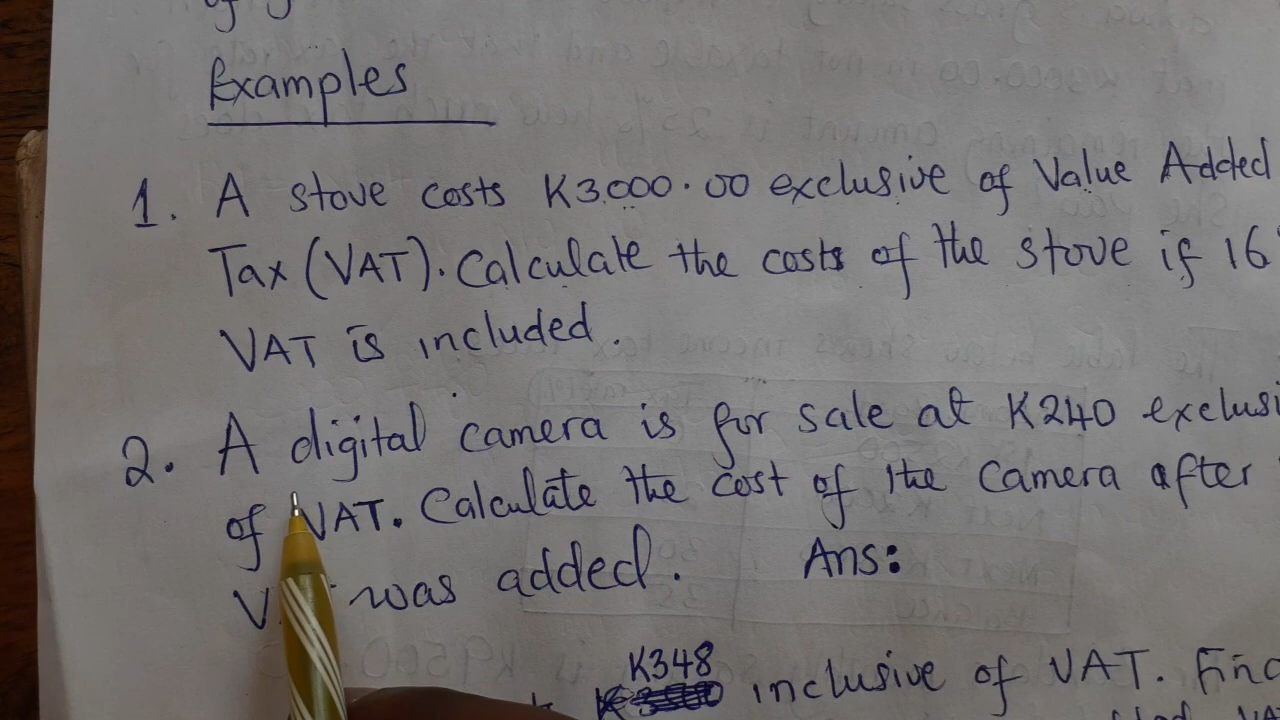 Examples
1. A stove costs K3000.00 exclusive of Value Added
Tax (VAT). Calculate the costs of the stove if 16
VAT is included.
2. A digital camera is for sale at K240 exclusi
of VAT. Calculate the cost of the camera after
was added. Ans:
K348
inclusive of VAT. Find